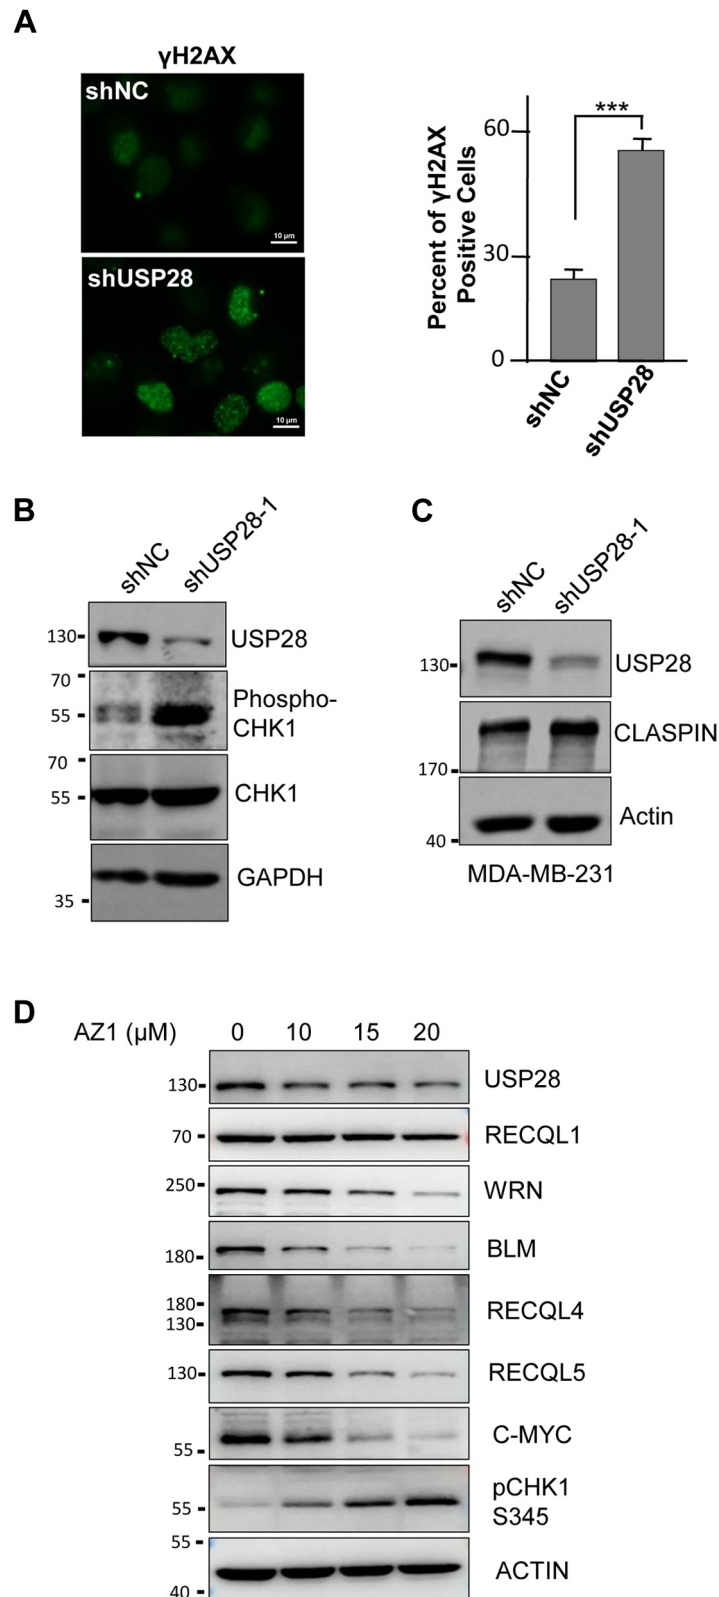 A
γH2AX
shNC
10 µm
shUSP28
10 µm
Percent of γH2AX
Positive Cells
60
30
0
***
shNC
shUSP28
B
shNC
shUSP28-1
130
USP28
70
55
Phospho-
CHK1
70
55
CHK1
35
GAPDH
C
shNC
shUSP28-1
130
USP28
CLASPIN
170
Actin
40
MDA-MB-231
D
AZ1 (µM) 0 10 15 20
130
USP28
70
RECQL1
250
WRN
180
BLM
180
130
RECQL4
130
RECQL5
55
C-MYC
55
pCHK1
S345
55
40
ACTIN